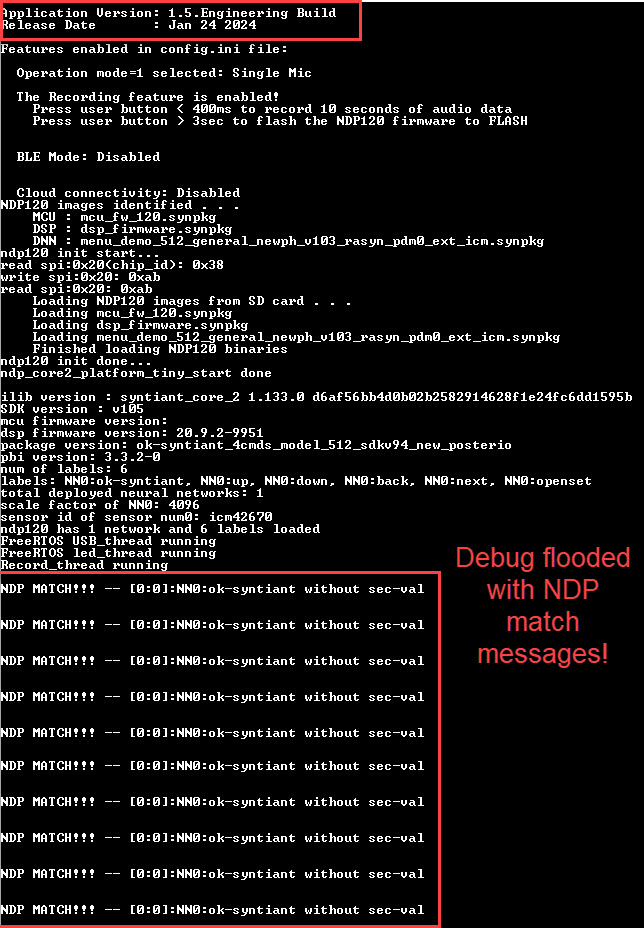 Application Version: 1.5.Engineering Build
Release Date       : Jan 24 2024
Features enabled in config.ini file:
Operation mode=1 selected: Single Mic
The Recording feature is enabled!
Press user button < 400ms to record 10 seconds of audio data
Press user button > 3sec to flash the NDP120 firmware to FLASH
BLE Mode: Disabled
Cloud connectivity: Disabled
NDP120 images identified . . .
MCU : mcu_fw_120.synpkg
DSP : dsp_firmware.synpkg
DNN : menu_demo_512_general_newph_v103_rasyn_pdm0_ext_icm.synpkg
ndp120 init start...
read spi:0x20(chip_id): 0x38
write spi:0x20: 0xab
read spi:0x20: 0xab
Loading NDP120 images from SD card . . .
Loading mcu_fw_120.synpkg
Loading dsp_firmware.synpkg
Loading menu_demo_512_general_newph_v103_rasyn_pdm0_ext_icm.synpkg
Finished loading NDP120 binaries
ndp120 init done...
ndp_core2_platform_tiny_start done
ilib version : syntiant_core_2 1.133.0 d6af56bb4d0b02b2582914628f1e24fc6dd1595b
SDK version : v105
mcu firmware version:
dsp firmware version: 20.9.2-9951
package version: ok-syntiant_4cmds_model_512_sdkv94_new_posterio
pbi version: 3.3.2-0
num of labels: 6
labels: NN0:ok-syntiant, NN0:up, NN0:down, NN0:back, NN0:next, NN0:openset
total deployed neural networks: 1
scale factor of NN0: 4096
sensor id of sensor num0: icm42670
ndp120 has 1 network and 6 labels loaded
FreeRTOS USB_thread running
FreeRTOS led_thread running
Record_thread running
NDP MATCH!!! -- [0:0]:NN0:ok-syntiant without sec-val
NDP MATCH!!! -- [0:0]:NN0:ok-syntiant without sec-val
NDP MATCH!!! -- [0:0]:NN0:ok-syntiant without sec-val
NDP MATCH!!! -- [0:0]:NN0:ok-syntiant without sec-val
NDP MATCH!!! -- [0:0]:NN0:ok-syntiant without sec-val
NDP MATCH!!! -- [0:0]:NN0:ok-syntiant without sec-val
NDP MATCH!!! -- [0:0]:NN0:ok-syntiant without sec-val
NDP MATCH!!! -- [0:0]:NN0:ok-syntiant without sec-val
NDP MATCH!!! -- [0:0]:NN0:ok-syntiant without sec-val
NDP MATCH!!! -- [0:0]:NN0:ok-syntiant without sec-val
Debug flooded
with NDP
match
messages!